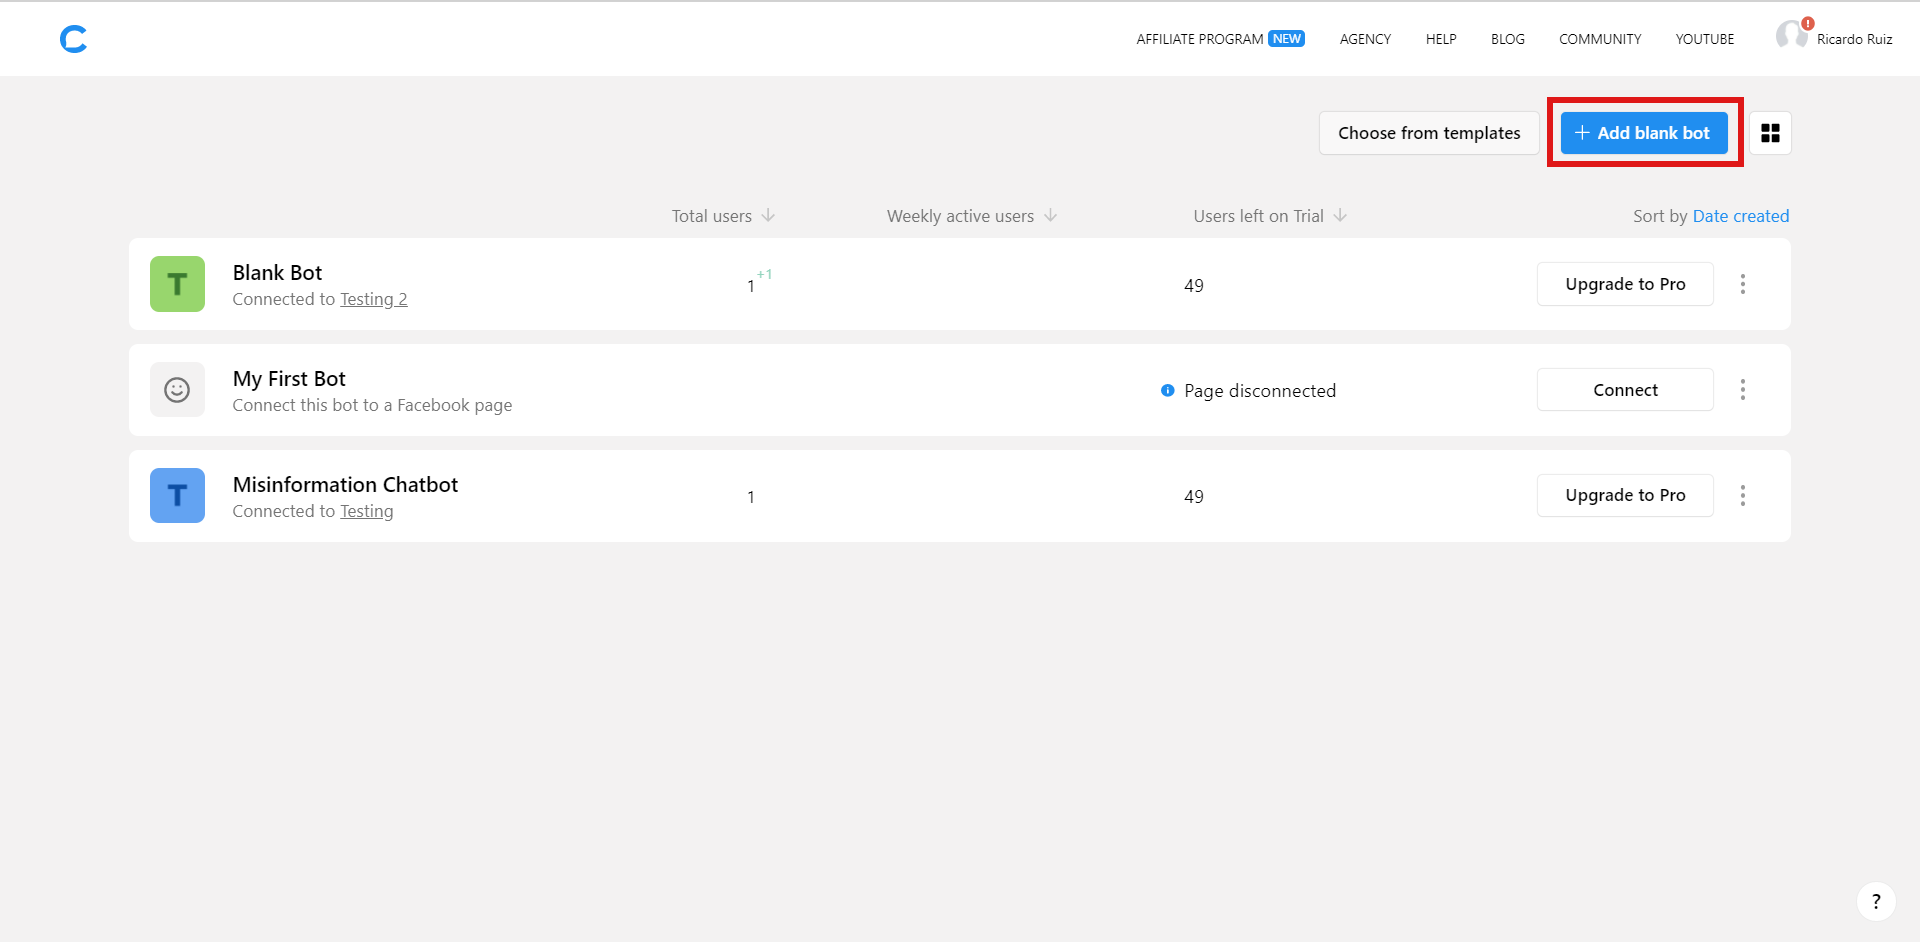 AFFILIATE PROGRAM NEW AGENCY HELP BLOG COMMUNITY YOUTUBE ! Ricardo Ruiz
Choose from templates + Add blank bot
Total users Weekly active users Users left on Trial Sort by Date created
T Blank Bot
Connected to Testing 2
1 +1 49 Upgrade to Pro
My First Bot
Connect this bot to a Facebook page
Page disconnected Connect
T Misinformation Chatbot
Connected to Testing
1 49 Upgrade to Pro
?